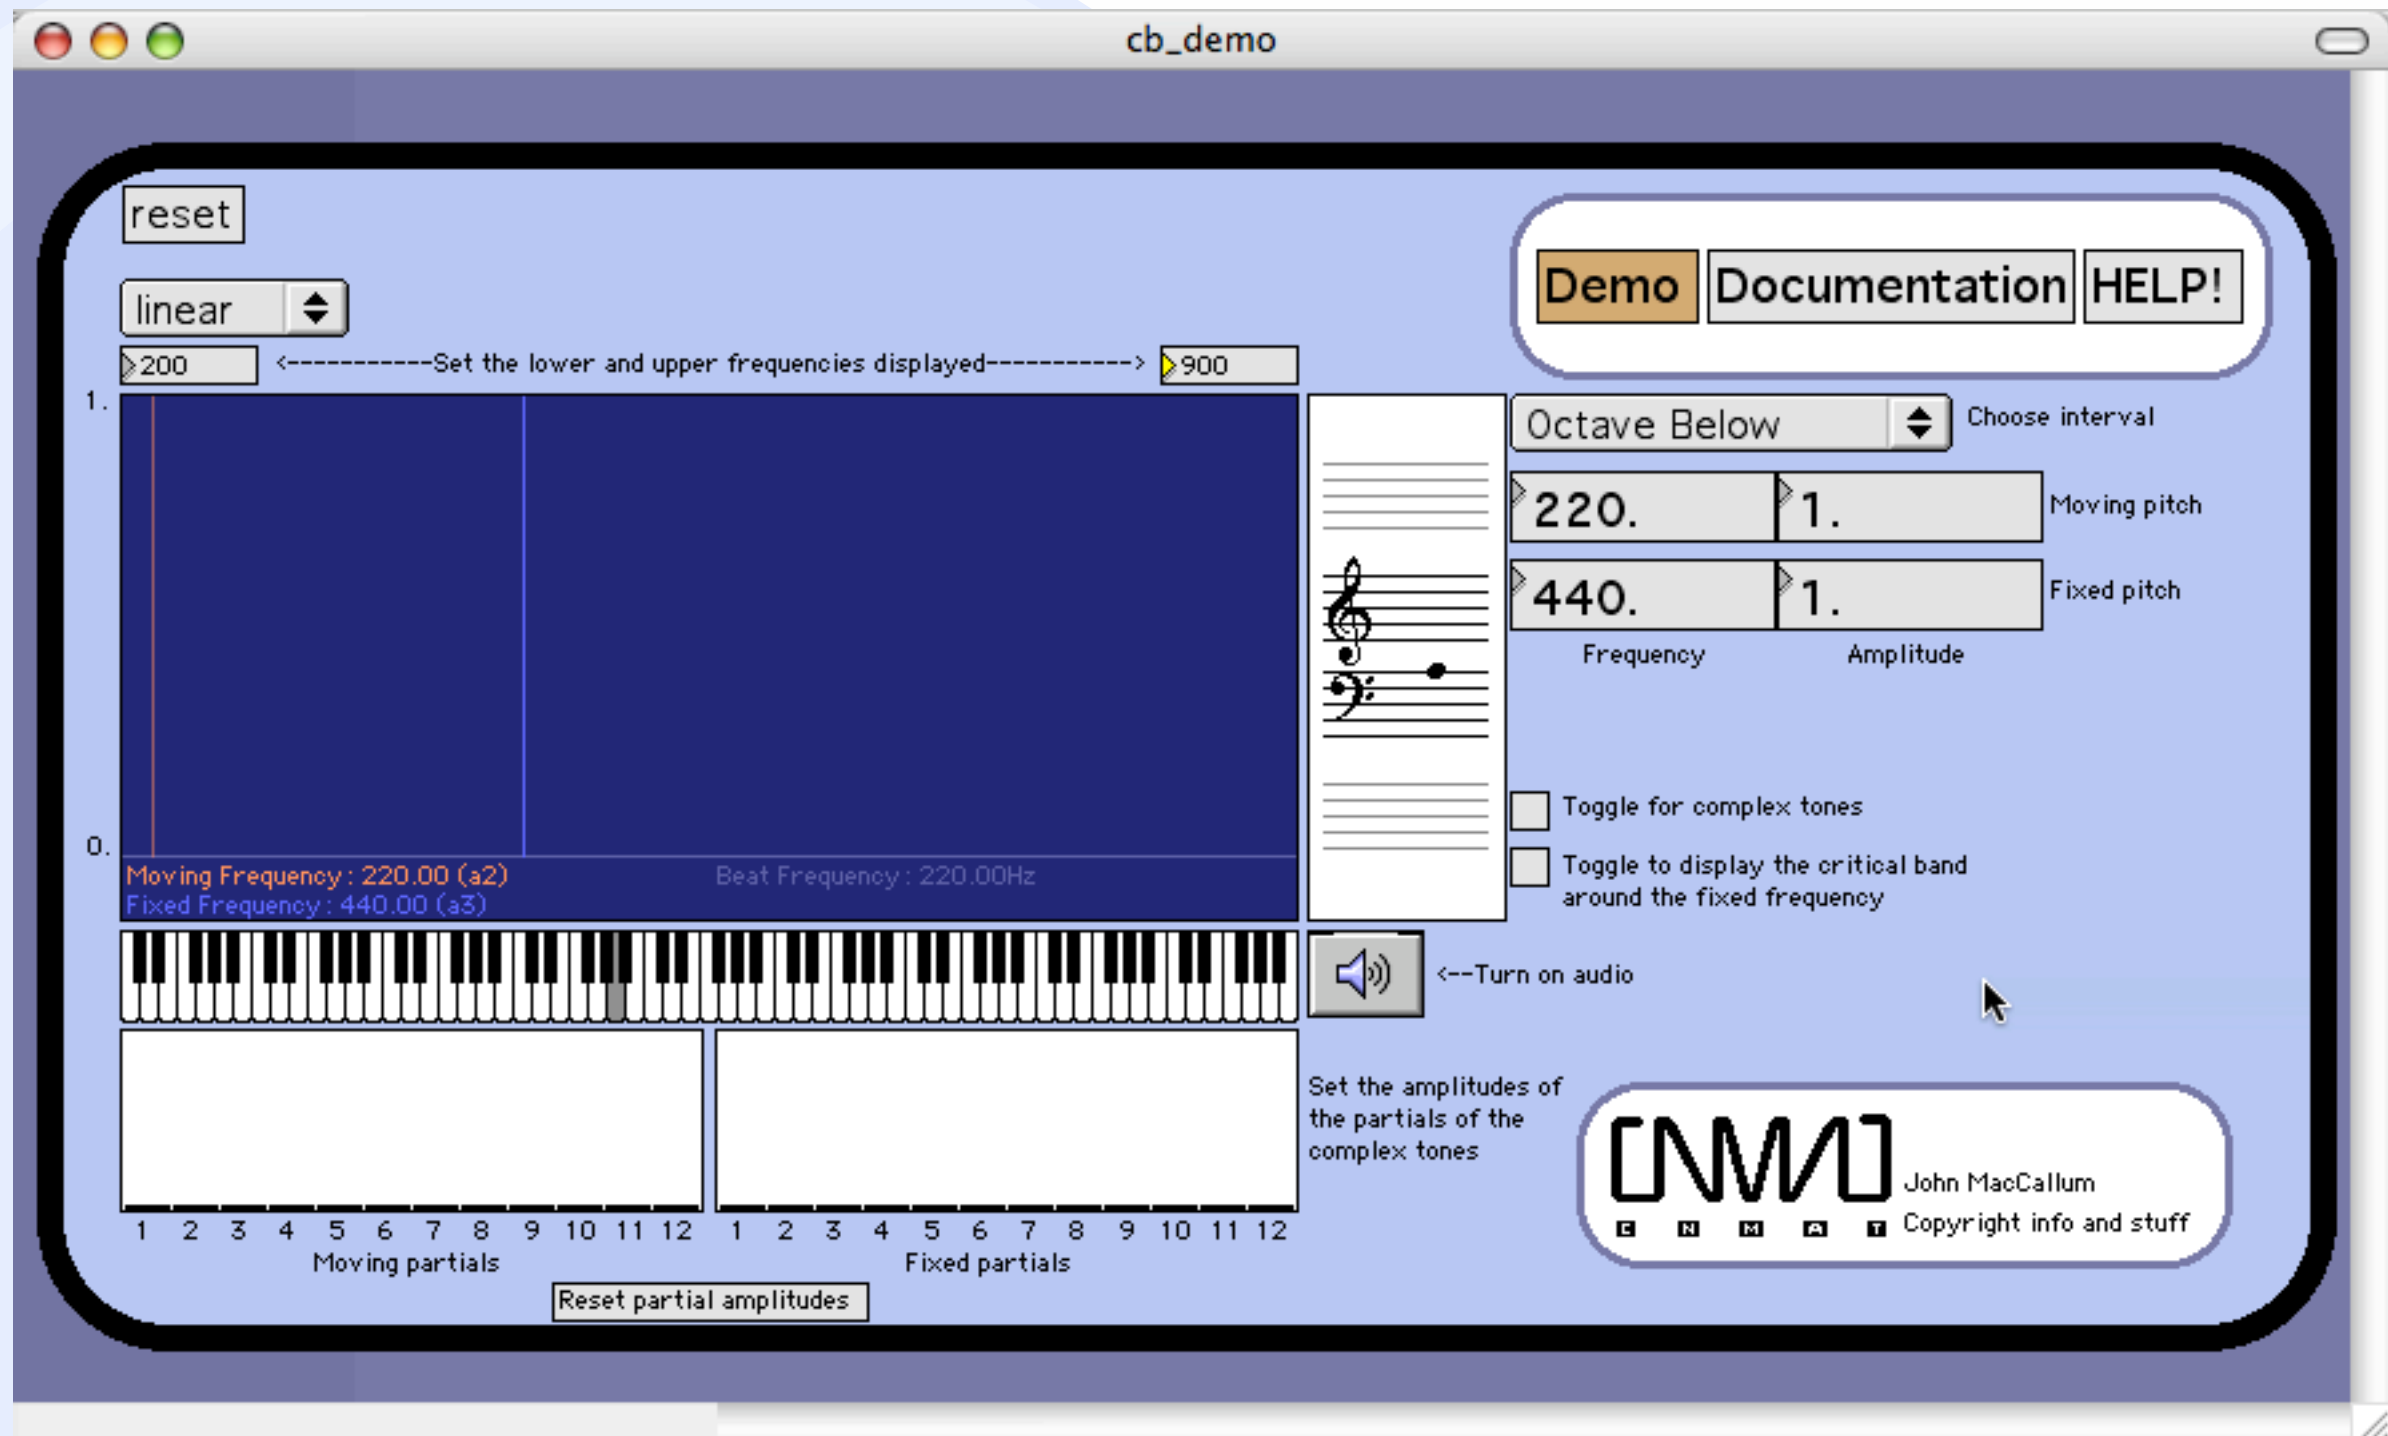 cb_demo
reset
Demo Documentation HELP!
linear
200 <-----------Set the lower and upper frequencies displayed-----------> 900
1.
Octave Below Choose interval
220. 1. Moving pitch
440. 1. Fixed pitch
Frequency Amplitude
Toggle for complex tones
0.
Toggle to display the critical band
around the fixed frequency
Moving Frequency : 220.00 (a2) Beat Frequency : 220.00Hz
Fixed Frequency : 440.00 (a3)
<--Turn on audio
Set the amplitudes of
the partials of the
complex tones
1 2 3 4 5 6 7 8 9 10 11 12 1 2 3 4 5 6 7 8 9 10 11 12
Moving partials Fixed partials
Reset partial amplitudes
John MacCallum
C N M A T Copyright info and stuff